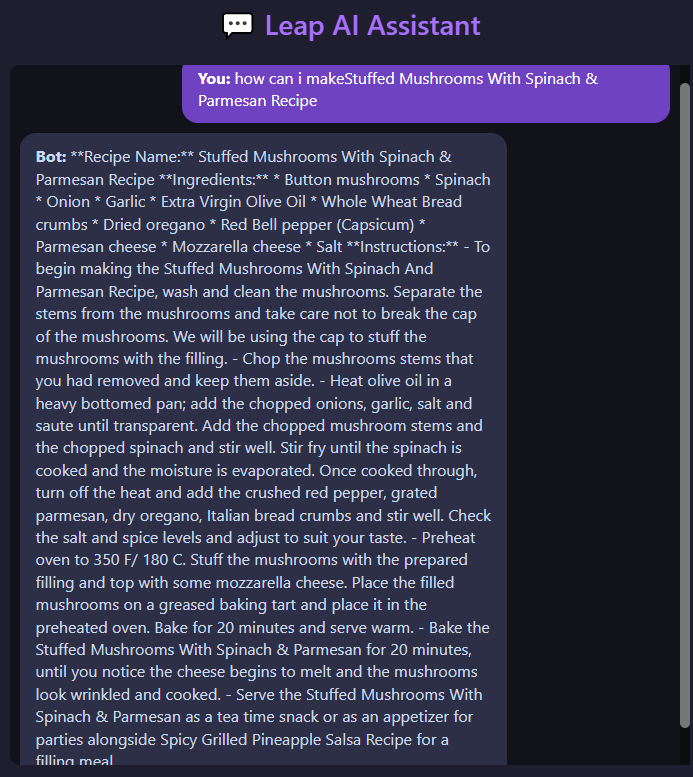 Leap AI Assistant
You: how can i makeStuffed Mushrooms With Spinach &
Parmesan Recipe
Bot: **Recipe Name:** Stuffed Mushrooms With Spinach &
Parmesan Recipe **Ingredients:** * Button mushrooms * Spinach
* Onion * Garlic * Extra Virgin Olive Oil * Whole Wheat Bread
crumbs * Dried oregano * Red Bell pepper (Capsicum) *
Parmesan cheese * Mozzarella cheese * Salt **Instructions:** - To
begin making the Stuffed Mushrooms With Spinach And
Parmesan Recipe, wash and clean the mushrooms. Separate the
stems from the mushrooms and take care not to break the cap
of the mushrooms. We will be using the cap to stuff the
mushrooms with the filling. - Chop the mushrooms stems that
you had removed and keep them aside. - Heat olive oil in a
heavy bottomed pan; add the chopped onions, garlic, salt and
saute until transparent. Add the chopped mushroom stems and
the chopped spinach and stir well. Stir fry until the spinach is
cooked and the moisture is evaporated. Once cooked through,
turn off the heat and add the crushed red pepper, grated
parmesan, dry oregano, Italian bread crumbs and stir well. Check
the salt and spice levels and adjust to suit your taste. - Preheat
oven to 350 F/ 180 C. Stuff the mushrooms with the prepared
filling and top with some mozzarella cheese. Place the filled
mushrooms on a greased baking tart and place it in the
preheated oven. Bake for 20 minutes and serve warm. - Bake the
Stuffed Mushrooms With Spinach & Parmesan for 20 minutes,
until you notice the cheese begins to melt and the mushrooms
look wrinkled and cooked. - Serve the Stuffed Mushrooms With
Spinach & Parmesan as a tea time snack or as an appetizer for
parties alongside Spicy Grilled Pineapple Salsa Recipe for a
filling meal